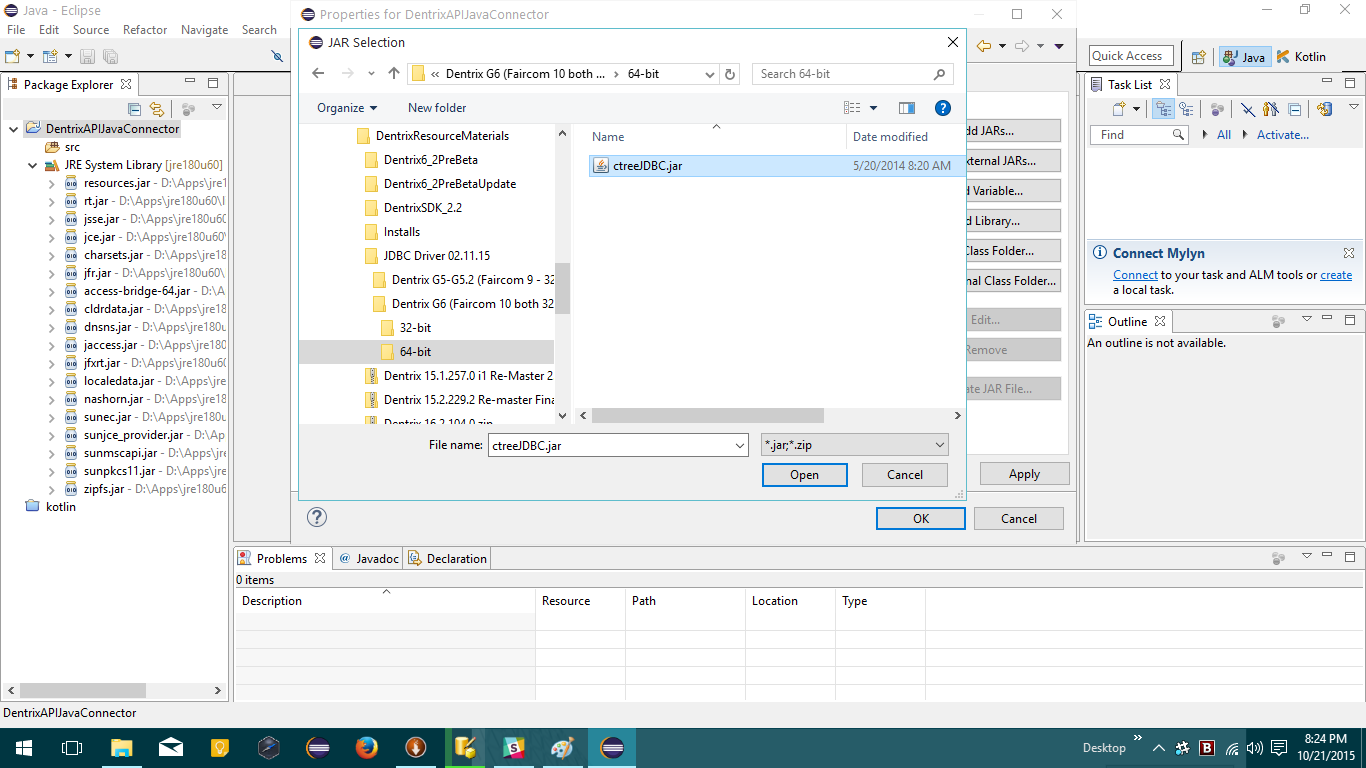 Java - Eclipse
File Edit Source Refactor Navigate Search
Quick Access
Java
Kotlin
Package Explorer
DentrixAPIJavaConnector
src
JRE System Library [jre180u60]
resources.jar - D:\Apps\jre1
rt.jar - D:\Apps\jre180u60\l
jsse.jar - D:\Apps\jre180u6
jce.jar - D:\Apps\jre180u60\
charsets.jar - D:\Apps\jre18
jfr.jar - D:\Apps\jre180u60\
access-bridge-64.jar - D:\A
cldrdata.jar - D:\Apps\jre18
dnsns.jar - D:\Apps\jre180u
jaccess.jar - D:\Apps\jre180
jfxrt.jar - D:\Apps\jre180u60
localedata.jar - D:\Apps\jre
nashorn.jar - D:\Apps\jre18
sunec.jar - D:\Apps\jre180u
sunjce_provider.jar - D:\Ap
sunmscapi.jar - D:\Apps\jre
sunpkcs11.jar - D:\Apps\jre
zipfs.jar - D:\Apps\jre180u6
kotlin
Properties for DentrixAPIJavaConnector
JAR Selection
« Dentrix G6 (Faircom 10 both ... › 64-bit
Search 64-bit
Organize
New folder
DentrixResourceMaterials
Dentrix6_2PreBeta
Dentrix6_2PreBetaUpdate
DentrixSDK_2.2
Installs
JDBC Driver 02.11.15
Dentrix G5-G5.2 (Faircom 9 - 32
Dentrix G6 (Faircom 10 both 32
32-bit
64-bit
Dentrix 15.1.257.0 i1 Re-Master 2
Dentrix 15.2.229.2 Re-master Fina
Dentrix 16.2.104.0.zip
Name
Date modified
ctreeJDBC.jar
5/20/2014 8:20 AM
File name:
ctreeJDBC.jar
*.jar;*.zip
Open
Cancel
dd JARs...
xternal JARs...
d Variable...
d Library...
Class Folder...
nal Class Folder...
Edit...
Remove
ate JAR File...
Apply
OK
Cancel
Task List
Find
All
Activate...
Connect Mylyn
Connect to your task and ALM tools or create
a local task.
Outline
An outline is not available.
Problems
@ Javadoc
Declaration
0 items
Description Resource Path Location Type
DentrixAPIJavaConnector
Desktop
8:24 PM
10/21/2015